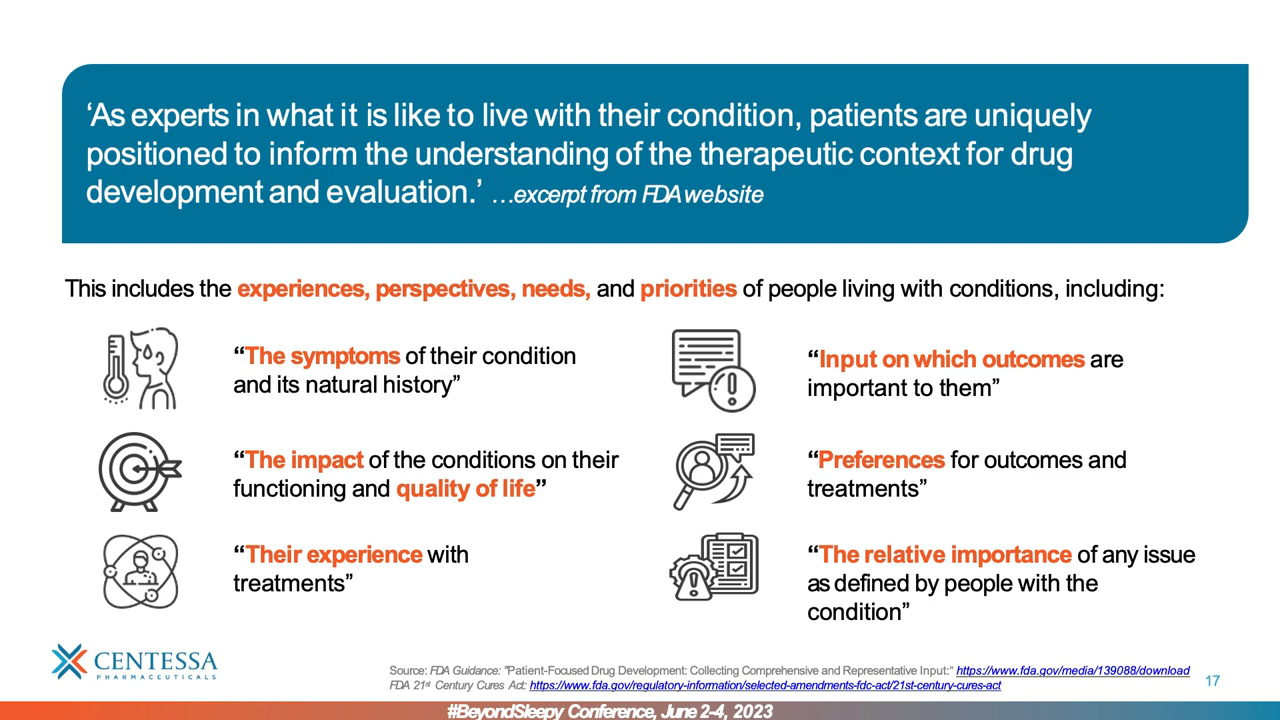 ‘As experts in what it is like to live with their condition, patients are uniquely
positioned to inform the understanding of the therapeutic context for drug
development and evaluation.’ …excerpt from FDA website
This includes the experiences, perspectives, needs, and priorities of people living with conditions, including:
“The symptoms of their condition
and its natural history”
“The impact of the conditions on their
functioning and quality of life”
“Their experience with
treatments”
“Input on which outcomes are
important to them”
“Preferences for outcomes and
treatments”
“The relative importance of any issue
as defined by people with the
condition”
CENTESSA
PHARMACEUTICALS
Source: FDA Guidance: "Patient-Focused Drug Development: Collecting Comprehensive and Representative Input:" https://www.fda.gov/media/139088/download
FDA 21st Century Cures Act: https://www.fda.gov/regulatory-information/selected-amendments-fdc-act/21st-century-cures-act
17
#BeyondSleepy Conference, June 2-4, 2023